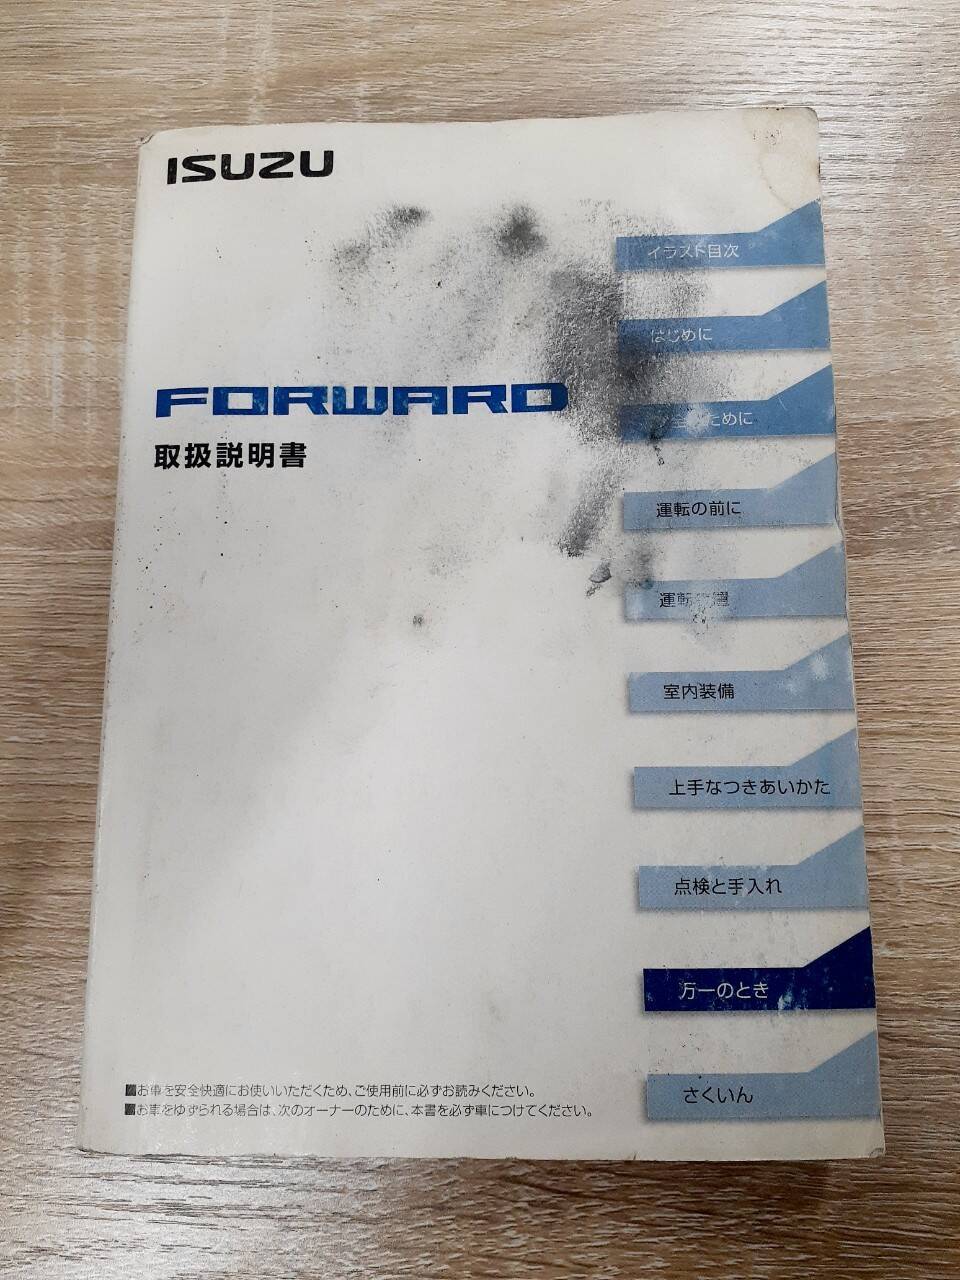 ISUZU
FORWARD
取扱説明書
イラスト目次
はじめに
ために
運転の前に
運転
室内装備
上手なつきあいかた
点検と手入れ
万一のとき
さくいん
■お車を安全快適にお使いいただくため、ご使用前に必ずお読みください。
■お車をゆずられる場合は、次のオーナーのために、本書を必ず車につけてください。